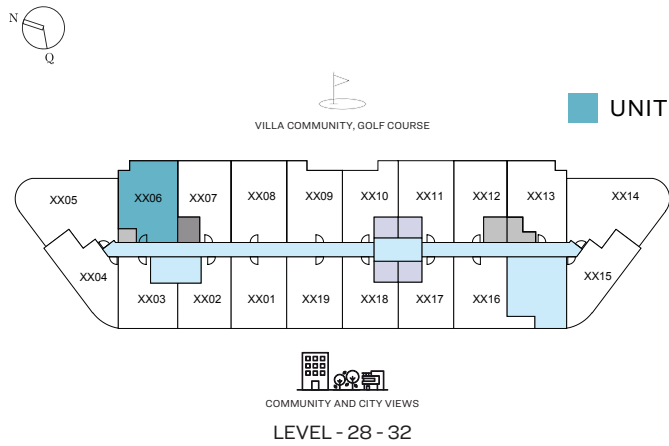 N
Q
VILLA COMMUNITY, GOLF COURSE
UNIT
XX05
XX06
XX07
XX08
XX09
XX10
XX11
XX12
XX13
XX14
XX04
XX03
XX02
XX01
XX19
XX18
XX17
XX16
XX15
COMMUNITY AND CITY VIEWS
LEVEL - 28 - 32